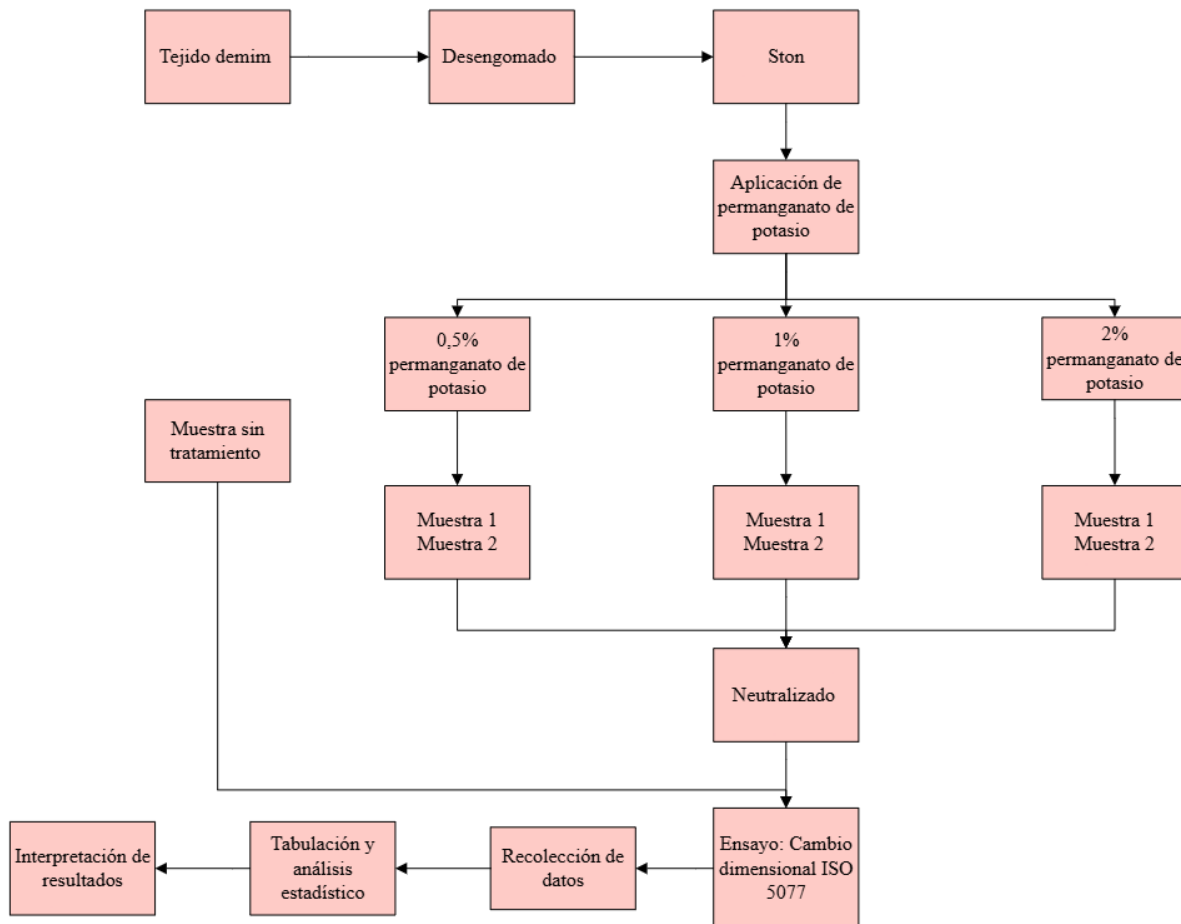 Tejido demim
Desengomado
Ston
Aplicación de
permanganato de
potasio
0,5%
permanganato de
potasio
1%
permanganato de
potasio
2%
permanganato de
potasio
Muestra sin
tratamiento
Muestra 1
Muestra 2
Muestra 1
Muestra 2
Muestra 1
Muestra 2
Neutralizado
Ensayo: Cambio
dimensional ISO
5077
Recolección de
datos
Tabulación y
análisis
estadístico
Interpretación de
resultados